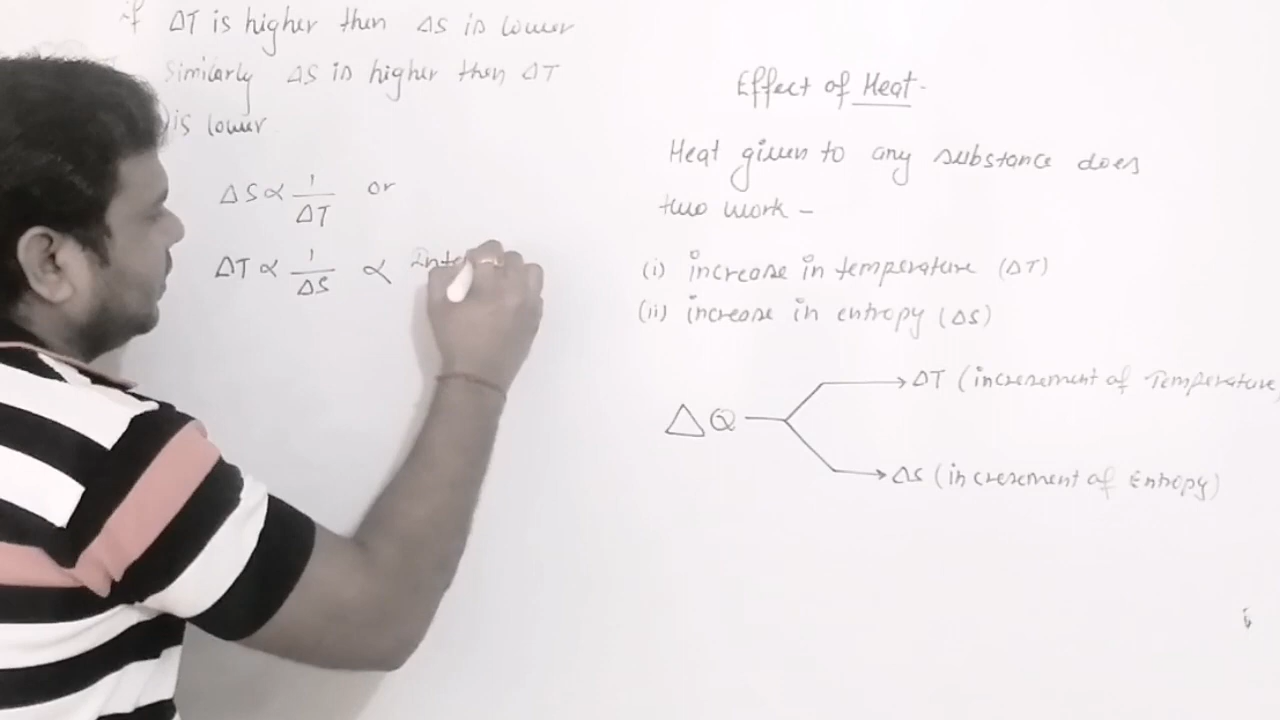 if ΔT is higher then ΔS is lower
Similarly ΔS is higher then ΔT
is lower
ΔS ∝ 1/ΔT or
ΔT ∝ 1/ΔS ∝ Inte
Effect of Heat -
Heat given to any substance does
two work -
(i) increase in temperature (ΔT)
(ii) increase in entropy (ΔS)
ΔQ
ΔT (incresement of Temperature)
ΔS (incresement of Entropy)